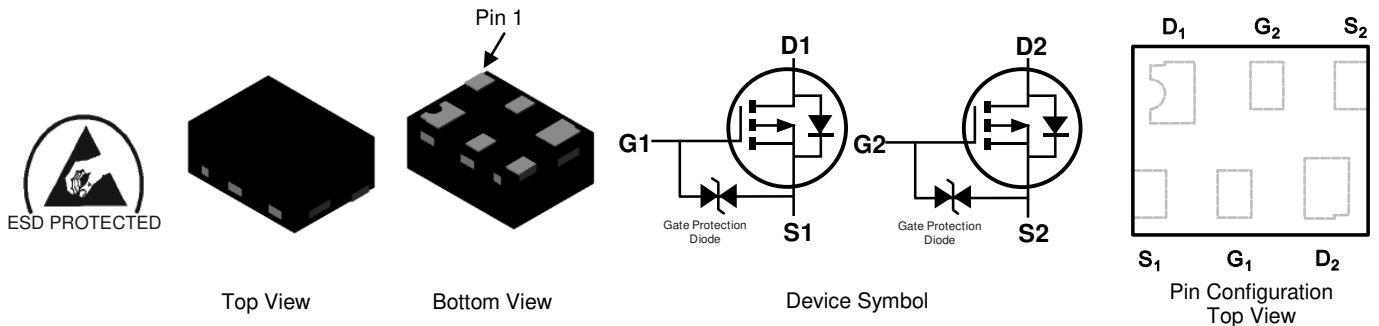 ESD PROTECTED
Top View
Pin 1
Bottom View
D1
G1
Gate Protection
Diode
S1
D2
G2
Gate Protection
Diode
S2
Device Symbol
D1 G2 S2
S1 G1 D2
Pin Configuration
Top View